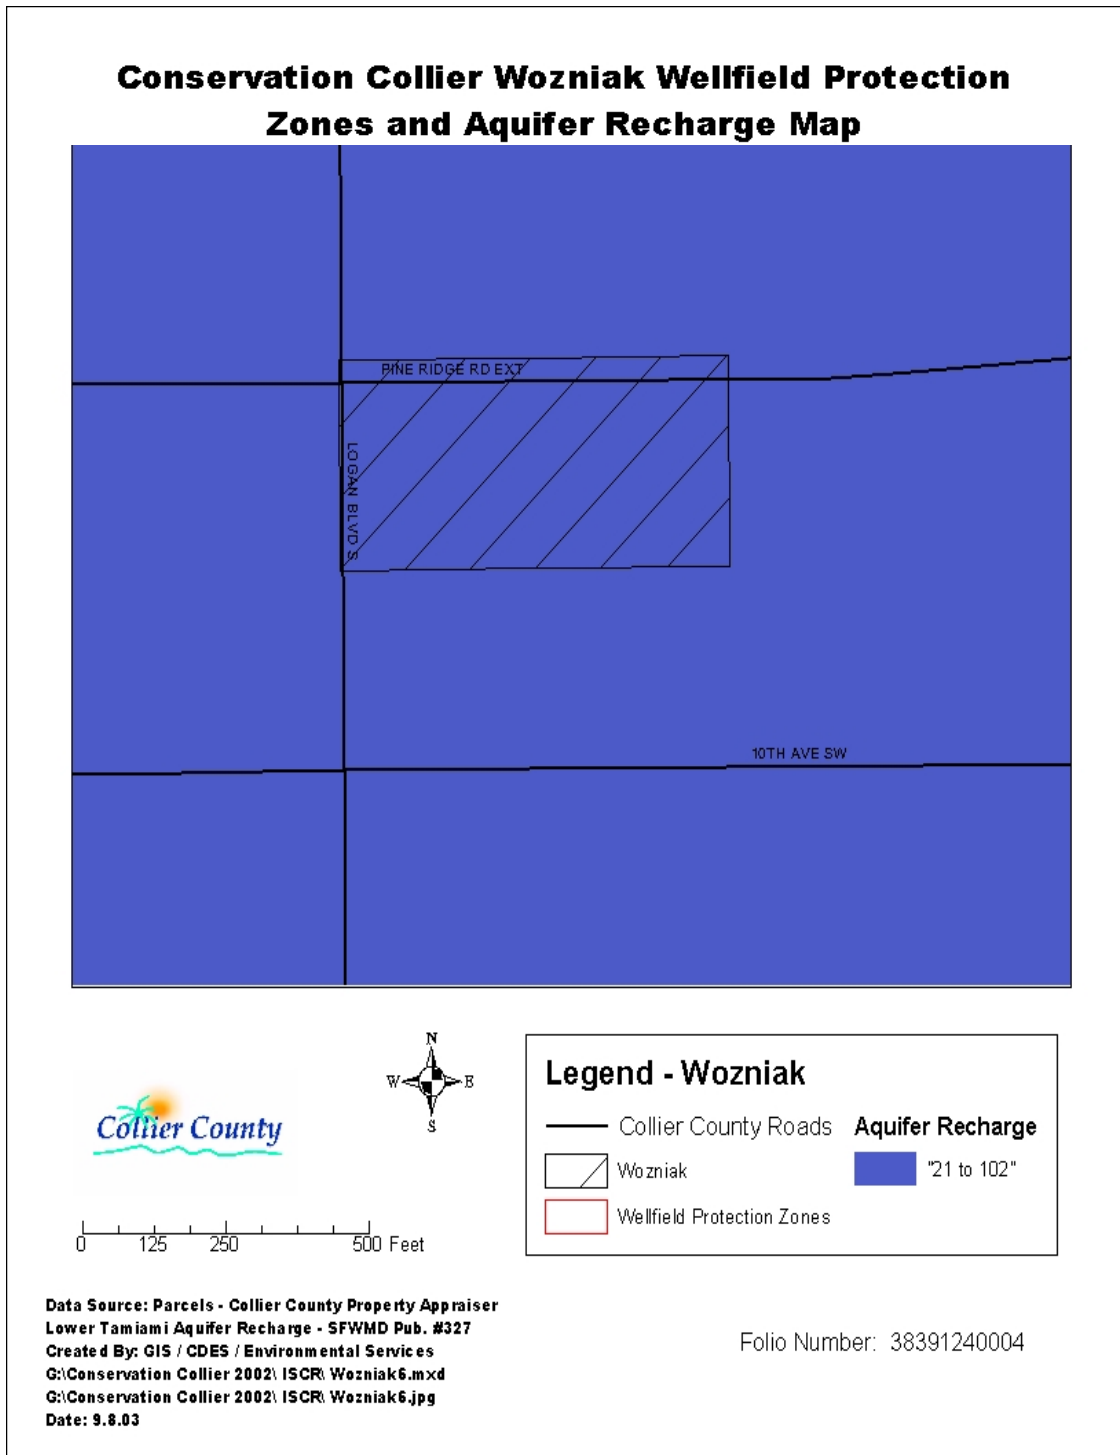 Conservation Collier Wozniak Wellfield Protection
Zones and Aquifer Recharge Map
PINE RIDGE RD EXT
LOGAN BLVD S
10TH AVE SW
N
W E
S
Legend - Wozniak
Collier County Roads Aquifer Recharge
Wozniak "21 to 102"
Wellfield Protection Zones
Collier County
0 125 250 500 Feet
Data Source: Parcels - Collier County Property Appraiser
Lower Tamiami Aquifer Recharge - SFWMD Pub. #327
Created By: GIS / CDES / Environmental Services
G:\Conservation Collier 2002\ ISCR\ Wozniak6.mxd
G:\Conservation Collier 2002\ ISCR\ Wozniak6.jpg
Date: 9.8.03
Folio Number: 38391240004